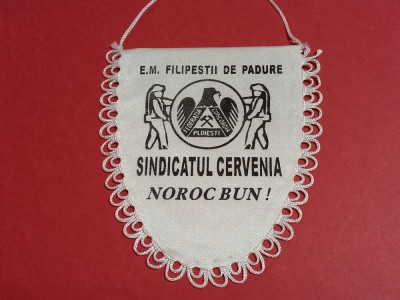 E.M. FILIPESTII DE PADURE
PLOIESTI
SINDICATUL CERVENIA
NOROC BUN !